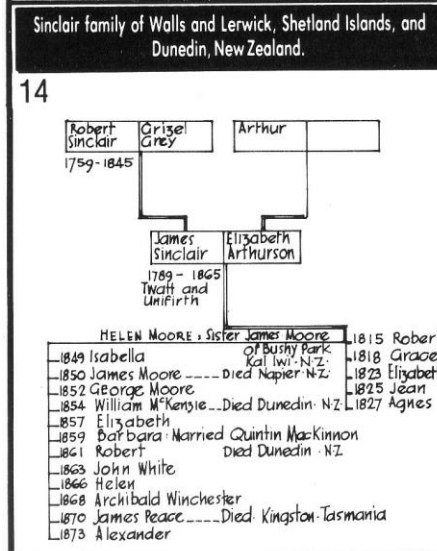 Sinclair family of Walls and Lerwick, Shetland Islands, and
Dunedin, New Zealand.
14
Robert Sinclair
Grizel Grey
Arthur
1759-1845
James Sinclair
Elizabeth Arthurson
1789 - 1865
Twatt and
Unifirth
HELEN MOORE : Sister James Moore
of Bushy Park
Kai Iwi - N.Z.
1849 Isabella
1850 James Moore ---- Died Napier N.Z.
1852 George Moore
1854 William McKenzie -- Died Dunedin. N.Z
1857 Elizabeth
1859 Barbara Married Quintin MacKinnon
1861 Robert Died Dunedin N.Z
1863 John White
1866 Helen
1868 Archibald Winchester
1870 James Peace ---- Died Kingston-Tasmania
1873 Alexander
1815 Rober
1818 Grace
1823 Elizabet
1825 Jean
1827 Agnes